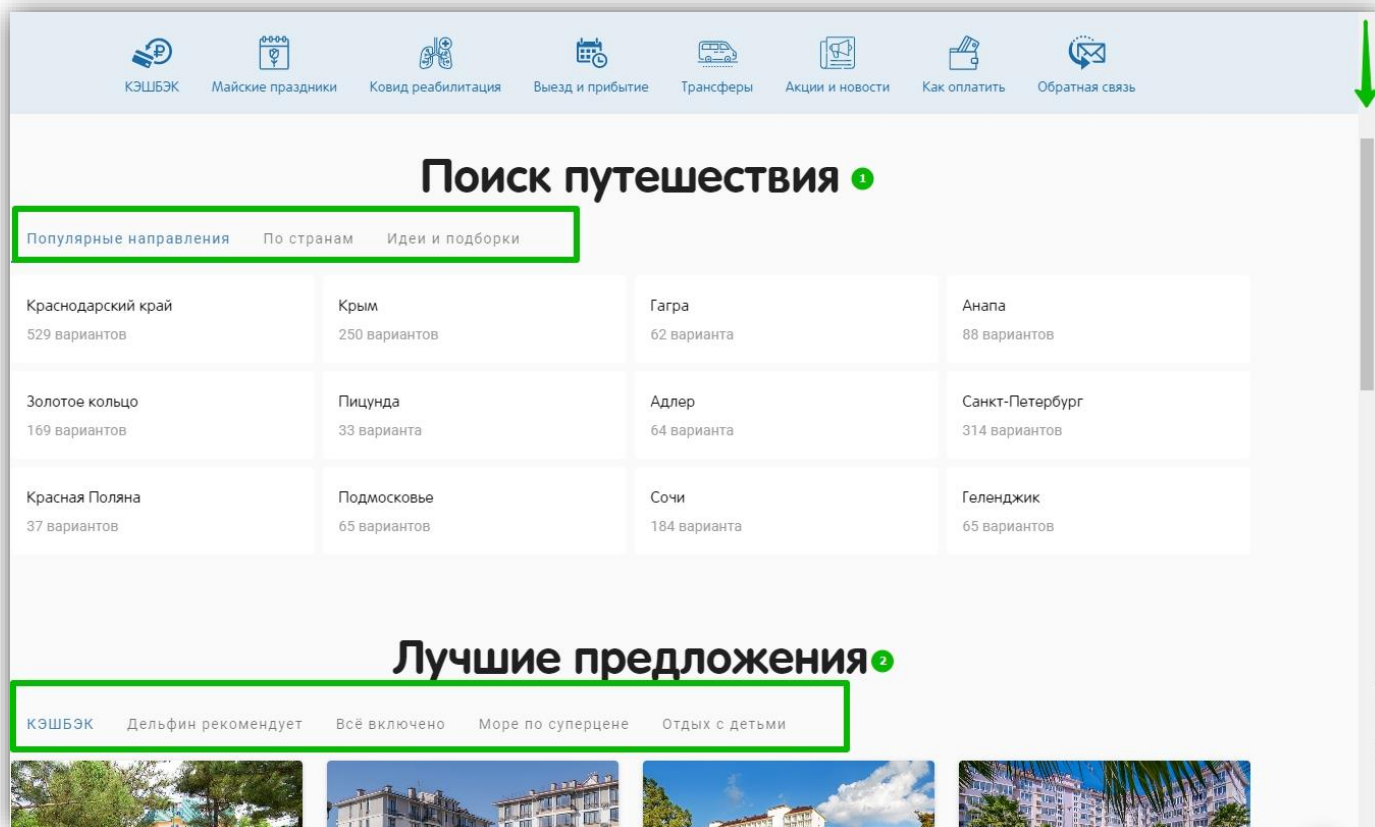 КЭШБЭК Майские праздники Ковид реабилитация Выезд и прибытие Трансферы Акции и новости Как оплатить Обратная связь
Поиск путешествия 1
Популярные направления По странам Идеи и подборки
Краснодарский край Крым Гагра Анапа
529 вариантов 250 вариантов 62 варианта 88 вариантов
Золотое кольцо Пицунда Адлер Санкт-Петербург
169 вариантов 33 варианта 64 варианта 314 вариантов
Красная Поляна Подмосковье Сочи Геленджик
37 вариантов 65 вариантов 184 варианта 65 вариантов
Лучшие предложения 2
КЭШБЭК Дельфин рекомендует Всё включено Море по суперцене Отдых с детьми